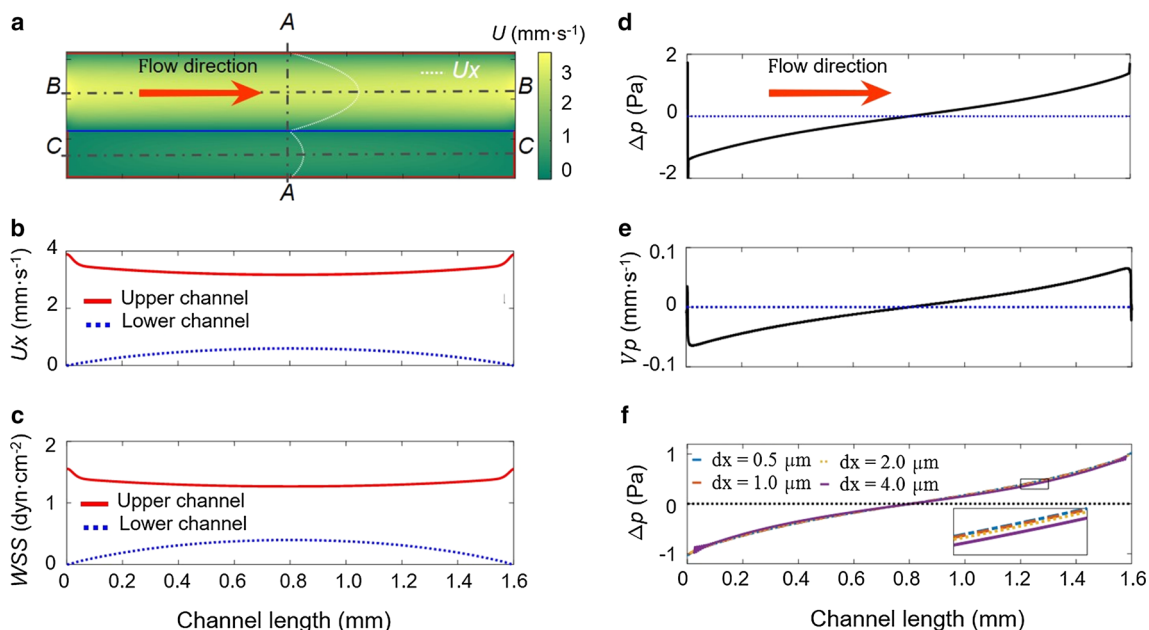 a
A
U (mm·s⁻¹)
Flow direction
Ux
B
B
C
C
A
3
2
1
0
b
Ux (mm·s⁻¹)
4
2
0
Upper channel
Lower channel
c
WSS (dyn·cm⁻²)
2
1
0
Upper channel
Lower channel
0 0.2 0.4 0.6 0.8 1.0 1.2 1.4 1.6
Channel length (mm)
d
Δp (Pa)
2
0
-2
Flow direction
e
Vp (mm·s⁻¹)
0.1
0
-0.1
f
Δp (Pa)
1
0
-1
dx = 0.5 μm dx = 2.0 μm
dx = 1.0 μm dx = 4.0 μm
0 0.2 0.4 0.6 0.8 1.0 1.2 1.4 1.6
Channel length (mm)